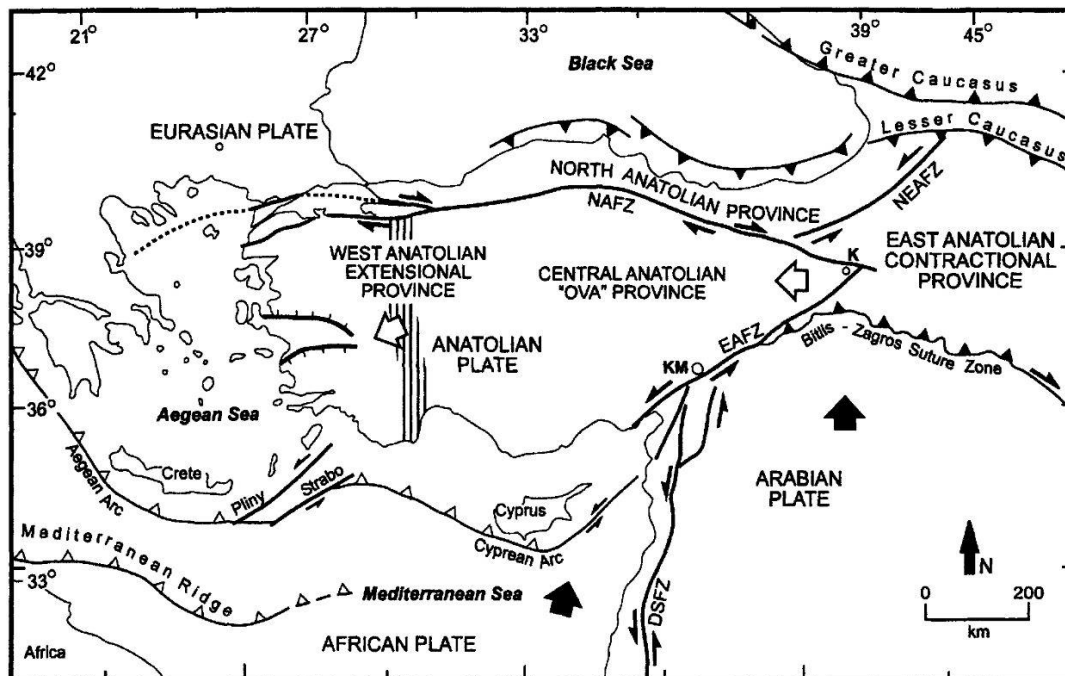 21° 27° 33° 39° 45°
42°
Black Sea
Greater Caucasus
Lesser Caucasus
EURASIAN PLATE
NORTH ANATOLIAN PROVINCE
NAFZ
NEAFZ
39°
WEST ANATOLIAN
EXTENSIONAL
PROVINCE
CENTRAL ANATOLIAN
"OVA" PROVINCE
K
EAST ANATOLIAN
CONTRACTIONAL
PROVINCE
ANATOLIAN
PLATE
EAFZ
Bitlis - Zagros Suture Zone
KM
36°
Aegean Sea
Aegean Arc
Crete
Pliny
Strabo
Cyprus
Cyprean Arc
ARABIAN
PLATE
Mediterranean Ridge
33°
Mediterranean Sea
DSFZ
N
0 200
km
AFRICAN PLATE
Africa